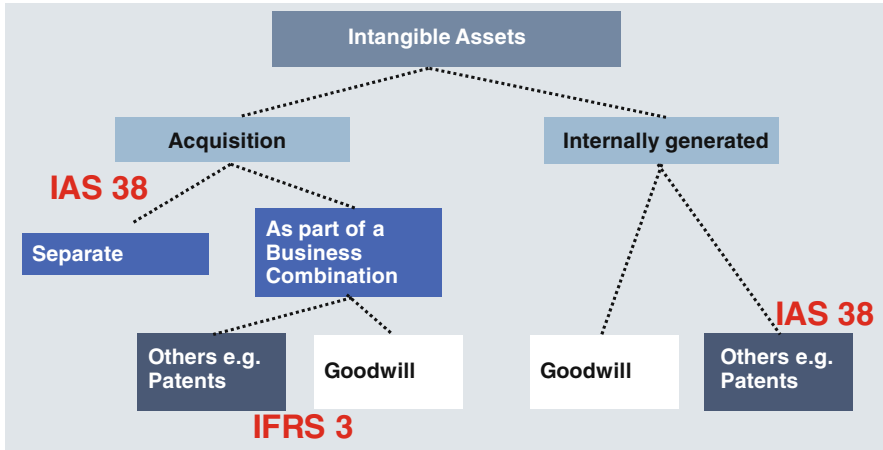 Intangible Assets
Acquisition
Internally generated
IAS 38
Separate
As part of a
Business
Combination
IAS 38
Others e.g.
Patents
Goodwill
Goodwill
Others e.g.
Patents
IFRS 3